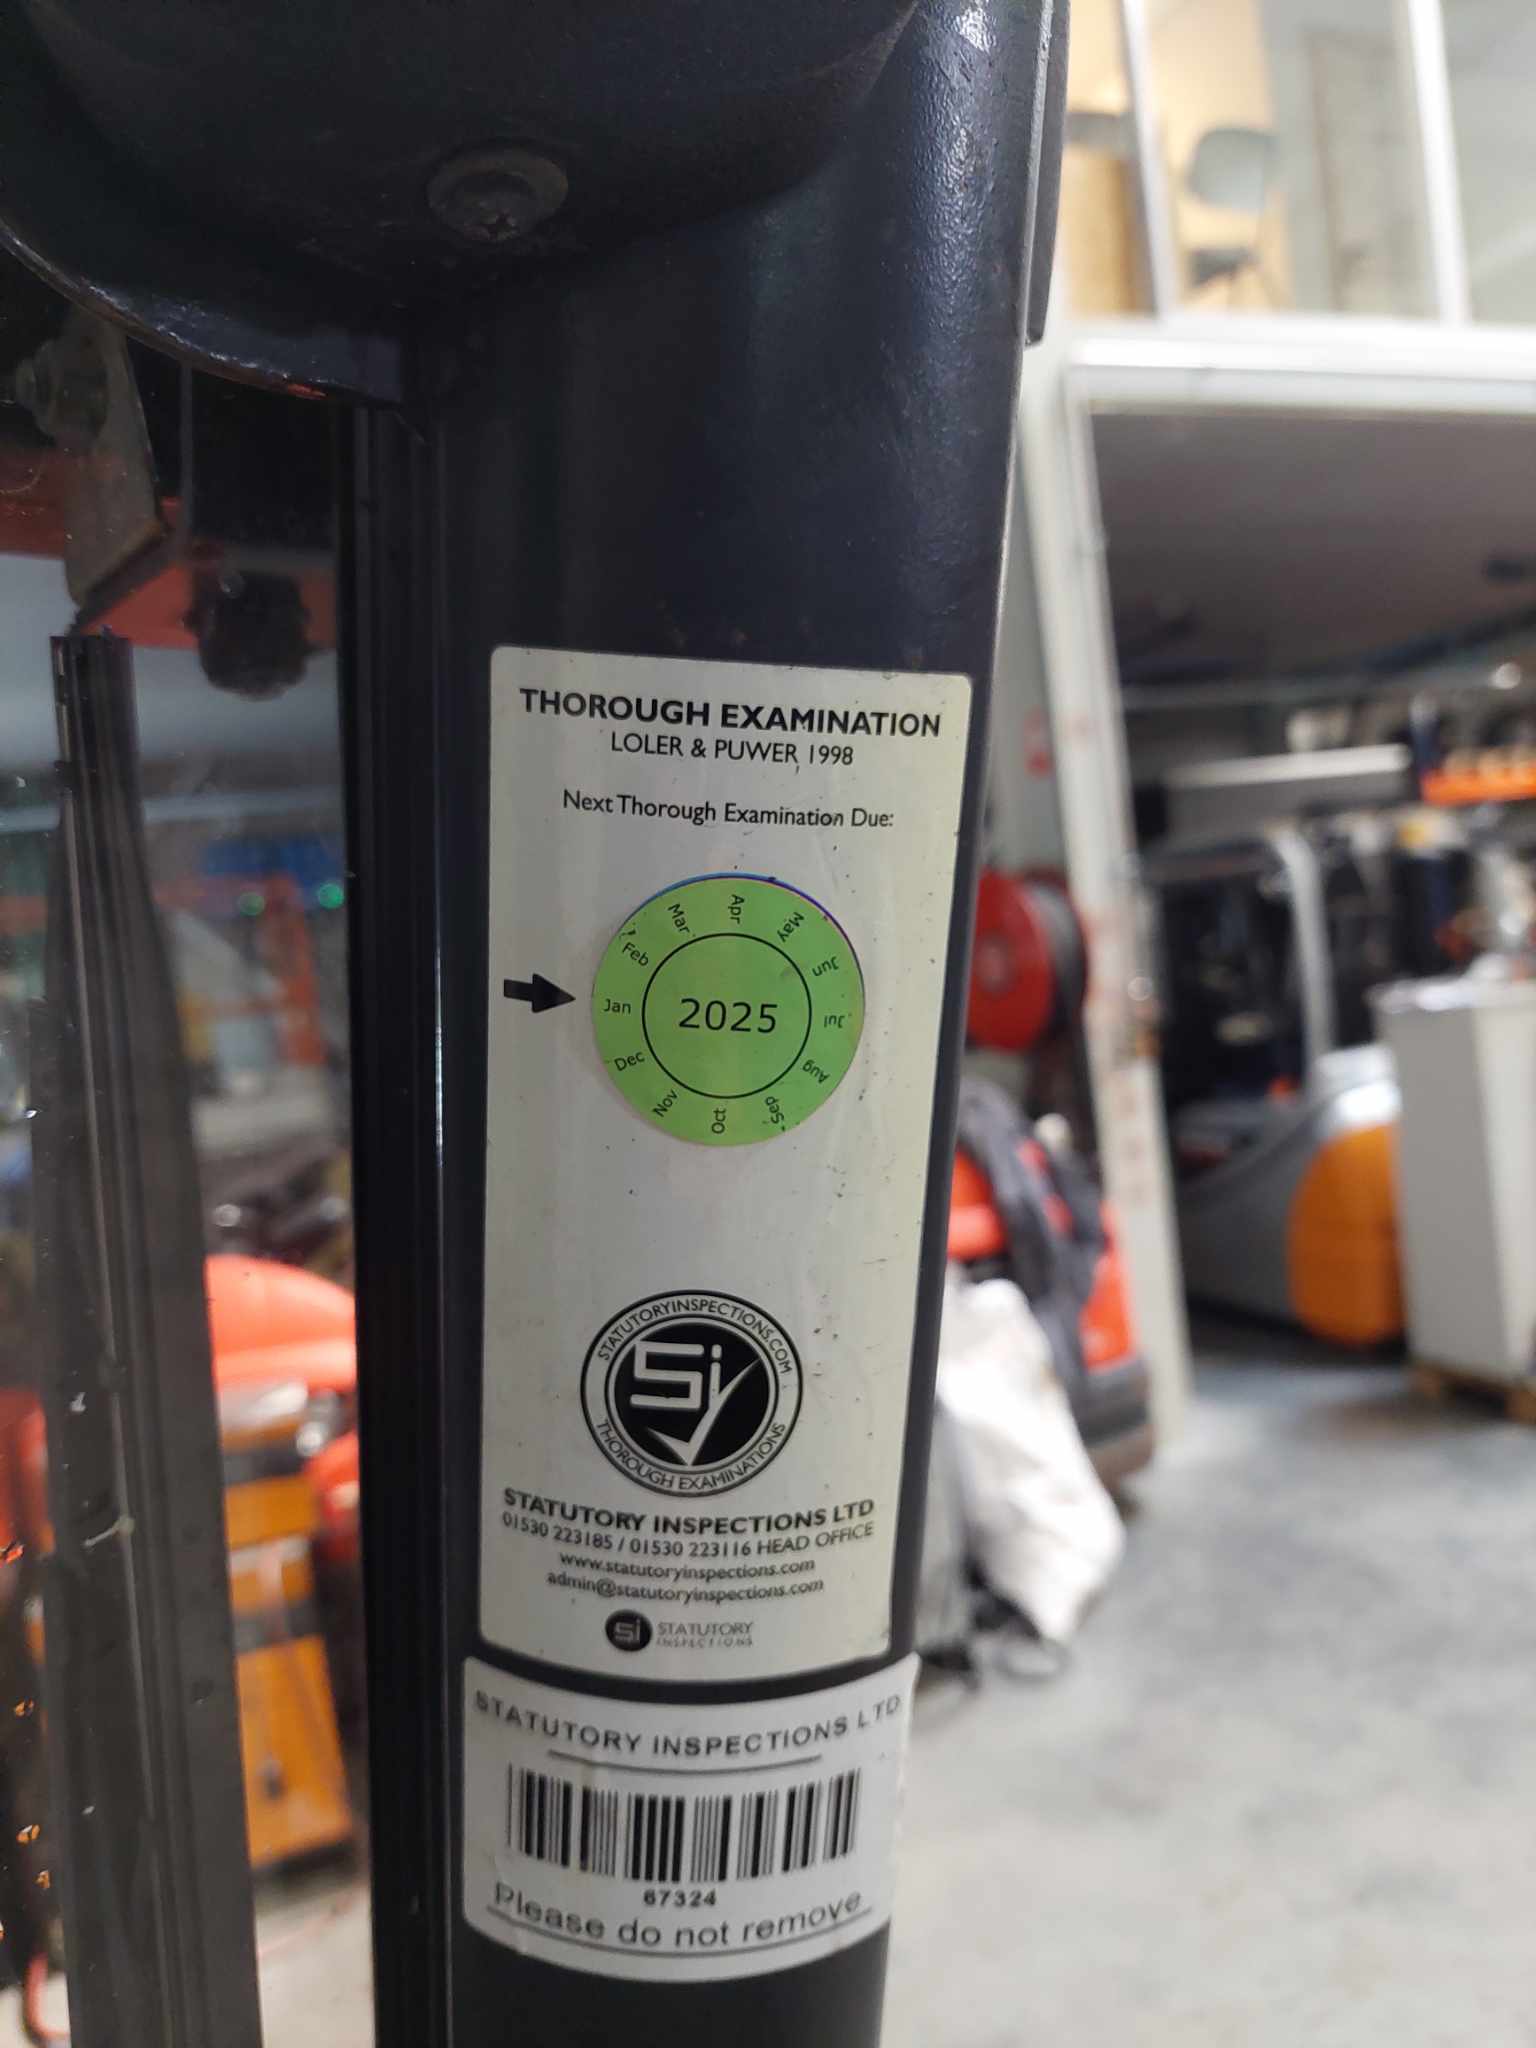 THOROUGH EXAMINATION
LOLER & PUWER 1998
Next Thorough Examination Due:
Jan
Feb
Mar
Apr
May
Jun
Jul
Aug
Sep
Oct
Nov
Dec
2025
STATUTORYINSPECTIONS.COM
Si
THOROUGH EXAMINATIONS
STATUTORY INSPECTIONS LTD
01530 223185 / 01530 223116 HEAD OFFICE
www.statutoryinspections.com
admin@statutoryinspections.com
Si STATUTORY
INSPECTIONS
STATUTORY INSPECTIONS LTD
67324
Please do not remove